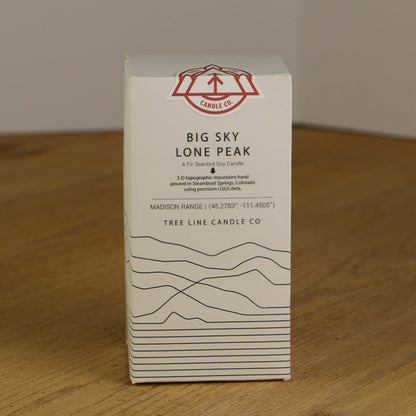 CANDLE CO.
BIG SKY
LONE PEAK
A Fir Scented Soy Candle
3-D topographic mountains hand
poured in Steamboat Springs, Colorado
using premium USGS data.
MADISON RANGE | (45.2783°, -111.4505°)
TREE LINE CANDLE CO